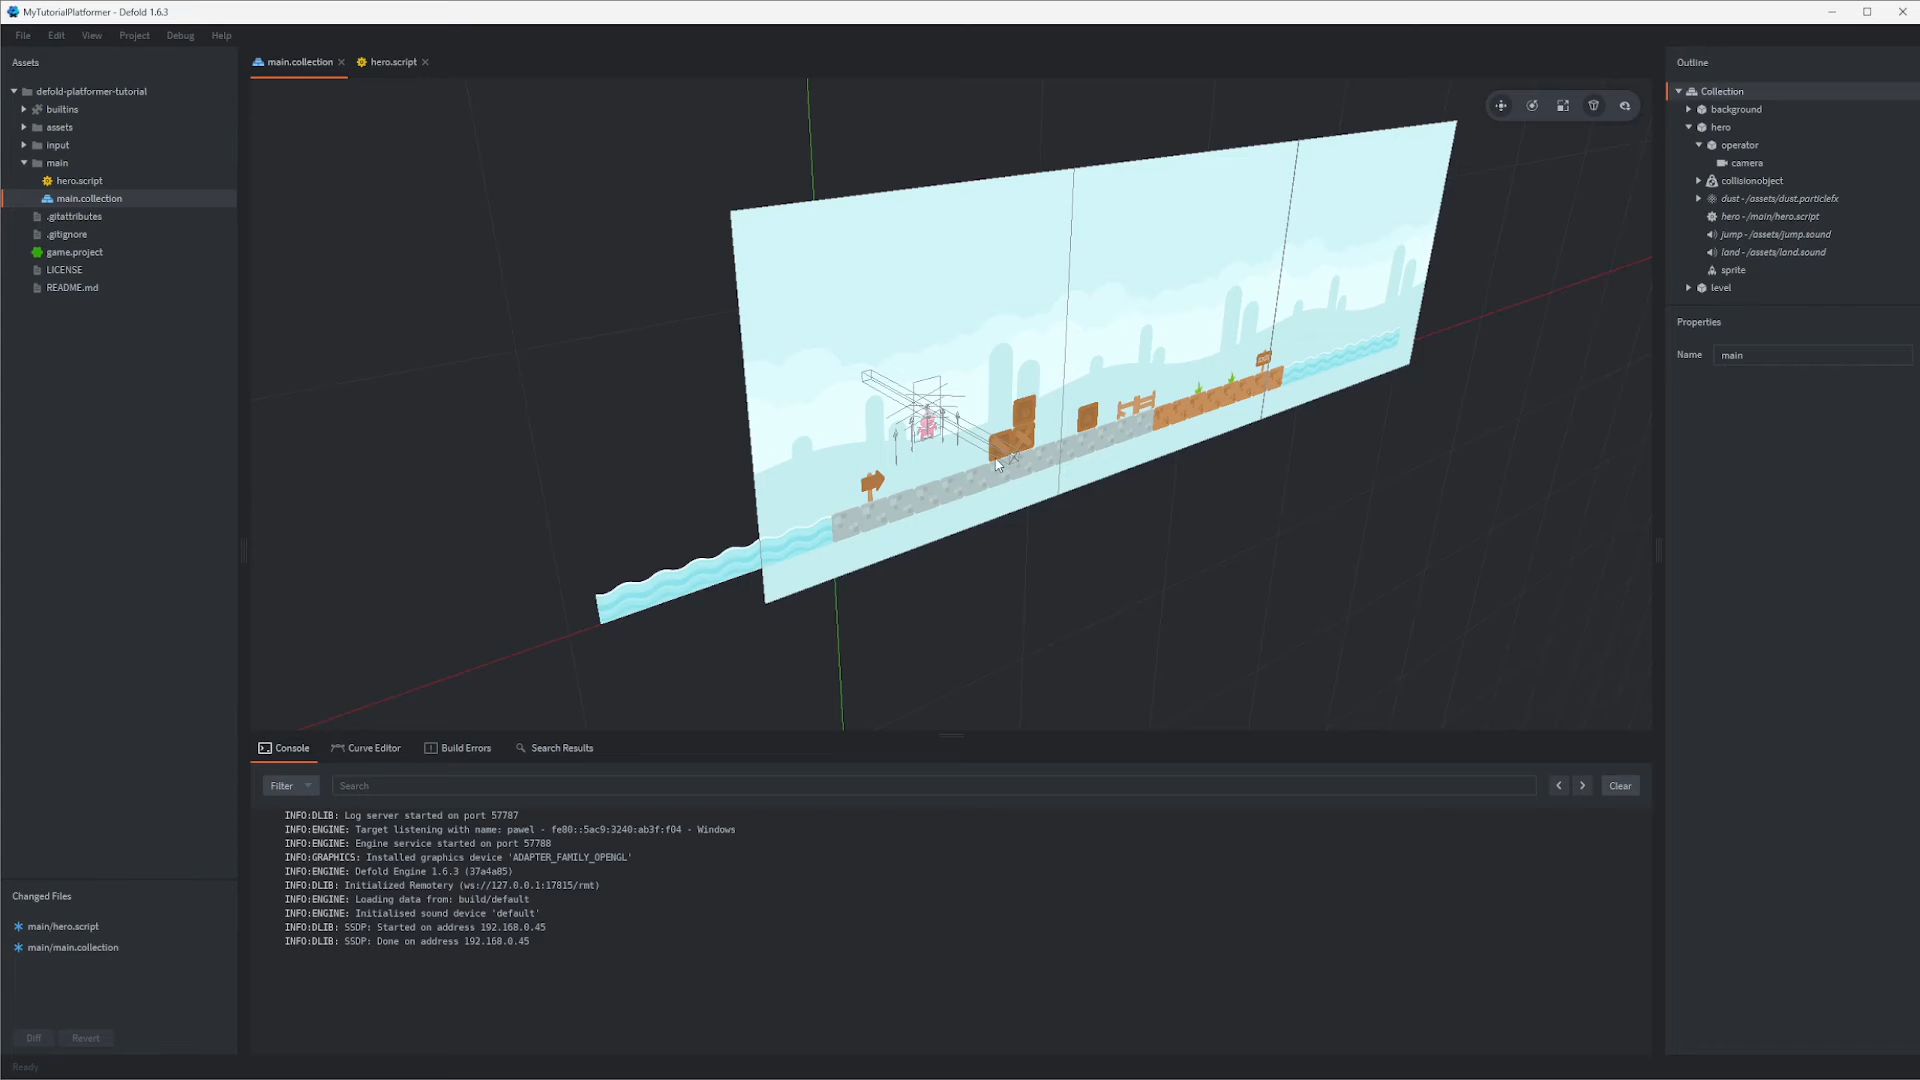 MyTutorialPlatformer - Defold 1.6.3
File Edit View Project Debug Help
Assets
defold-platformer-tutorial
builtins
assets
input
main
hero.script
main.collection
.gitattributes
.gitignore
game.project
LICENSE
README.md
Changed Files
main/hero.script
main/main.collection
Diff Revert
Ready
main.collection hero.script
Console Curve Editor Build Errors Search Results
Filter Search Clear
INFO:DLIB: Log server started on port 57787
INFO:ENGINE: Target listening with name: pawel - fe80::5ac9:3240:ab3f:f04 - Windows
INFO:ENGINE: Engine service started on port 57788
INFO:GRAPHICS: Installed graphics device 'ADAPTER_FAMILY_OPENGL'
INFO:ENGINE: Defold Engine 1.6.3 (37a4a85)
INFO:DLIB: Initialized Remotery (ws://127.0.0.1:17815/rmt)
INFO:ENGINE: Loading data from: build/default
INFO:ENGINE: Initialised sound device 'default'
INFO:DLIB: SSDP: Started on address 192.168.0.45
INFO:DLIB: SSDP: Done on address 192.168.0.45
Outline
Collection
background
hero
operator
camera
collisionobject
dust - /assets/dust.particlefx
hero - /main/hero.script
jump - /assets/jump.sound
land - /assets/land.sound
sprite
level
Properties
Name main